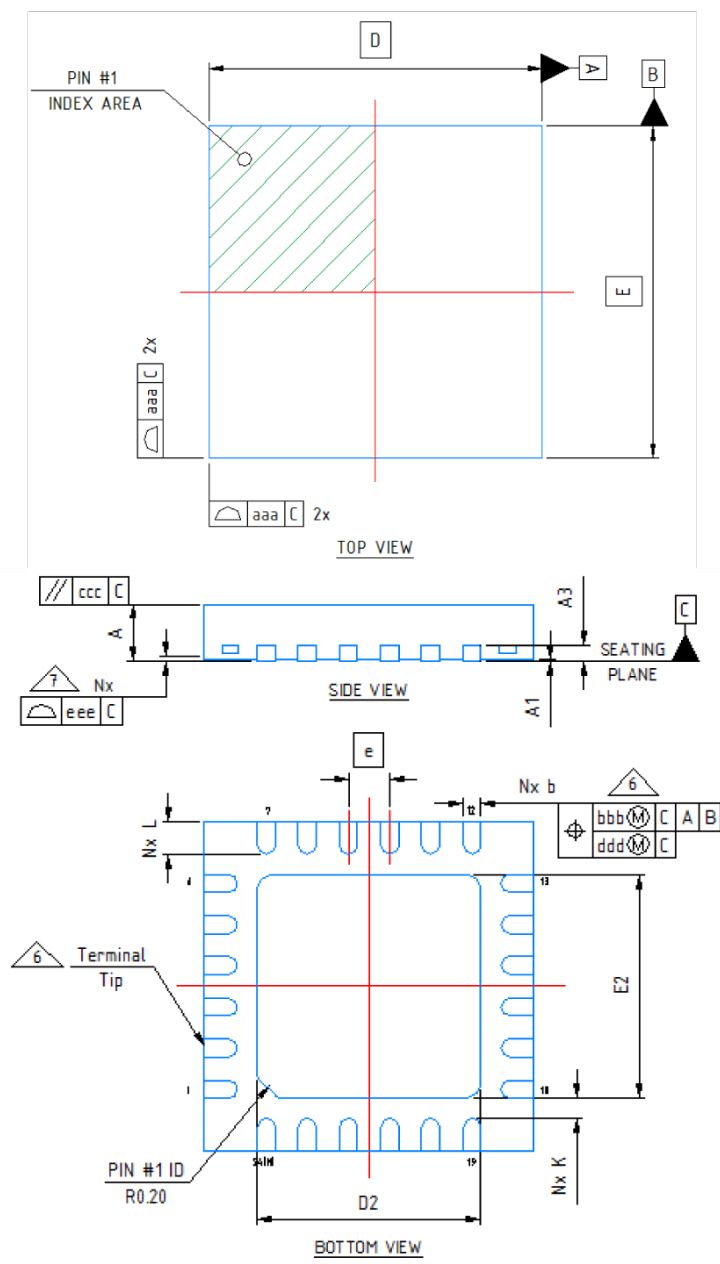 D
A
B
PIN #1
INDEX AREA
E
aaa C 2x
aaa C 2x
TOP VIEW
// ccc C
A
A3
C
SEATING
PLANE
7 Nx
eee C
SIDE VIEW
A1
e
Nx b 6
bbb Ⓜ C A B
ddd Ⓜ C
Nx L
7
12
13
6 Terminal
Tip
E2
1
18
19
PIN #1 ID
R0.20
D2
Nx K
BOTTOM VIEW